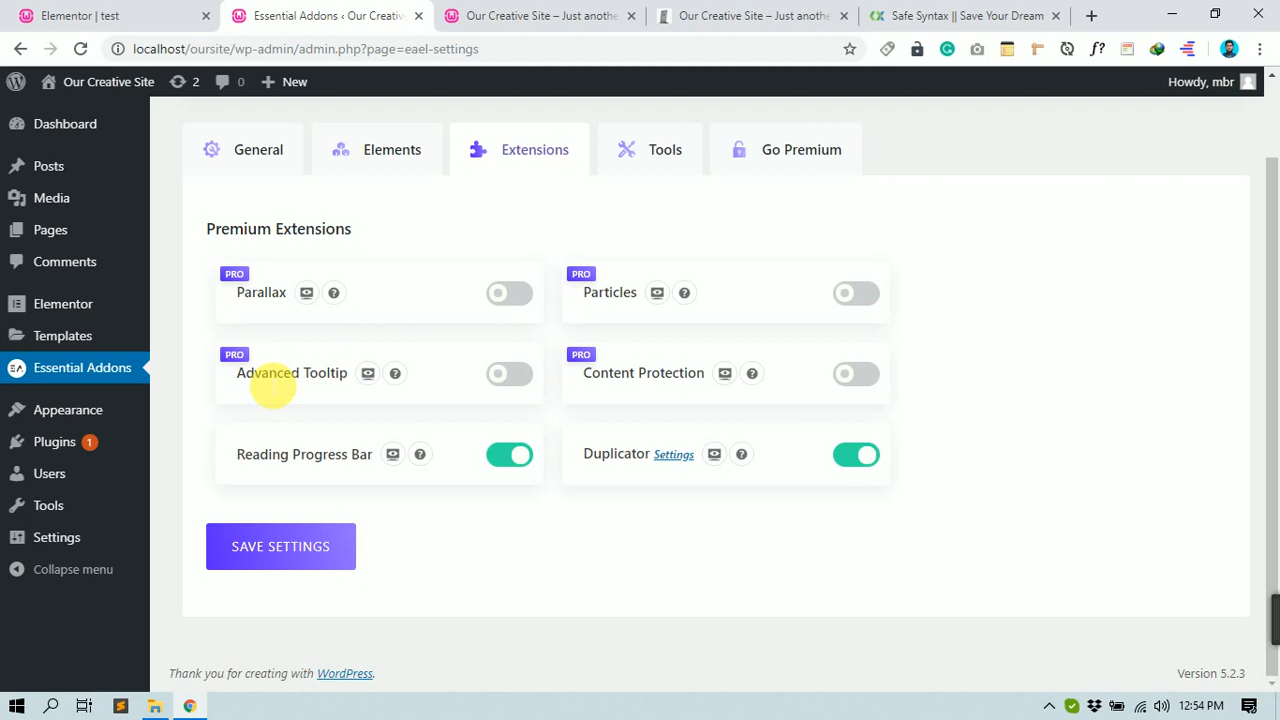 Elementor | test
Essential Addons ‹ Our Creative
Our Creative Site – Just anothe
Our Creative Site – Just anothe
Safe Syntax || Save Your Dream
localhost/oursite/wp-admin/admin.php?page=eael-settings
Our Creative Site
2
0
New
Howdy, mbr
Dashboard
Posts
Media
Pages
Comments
Elementor
Templates
Essential Addons
Appearance
Plugins 1
Users
Tools
Settings
Collapse menu
General
Elements
Extensions
Tools
Go Premium
Premium Extensions
PRO
Parallax
PRO
Particles
PRO
Advanced Tooltip
PRO
Content Protection
Reading Progress Bar
Duplicator Settings
SAVE SETTINGS
Thank you for creating with WordPress.
Version 5.2.3
12:54 PM